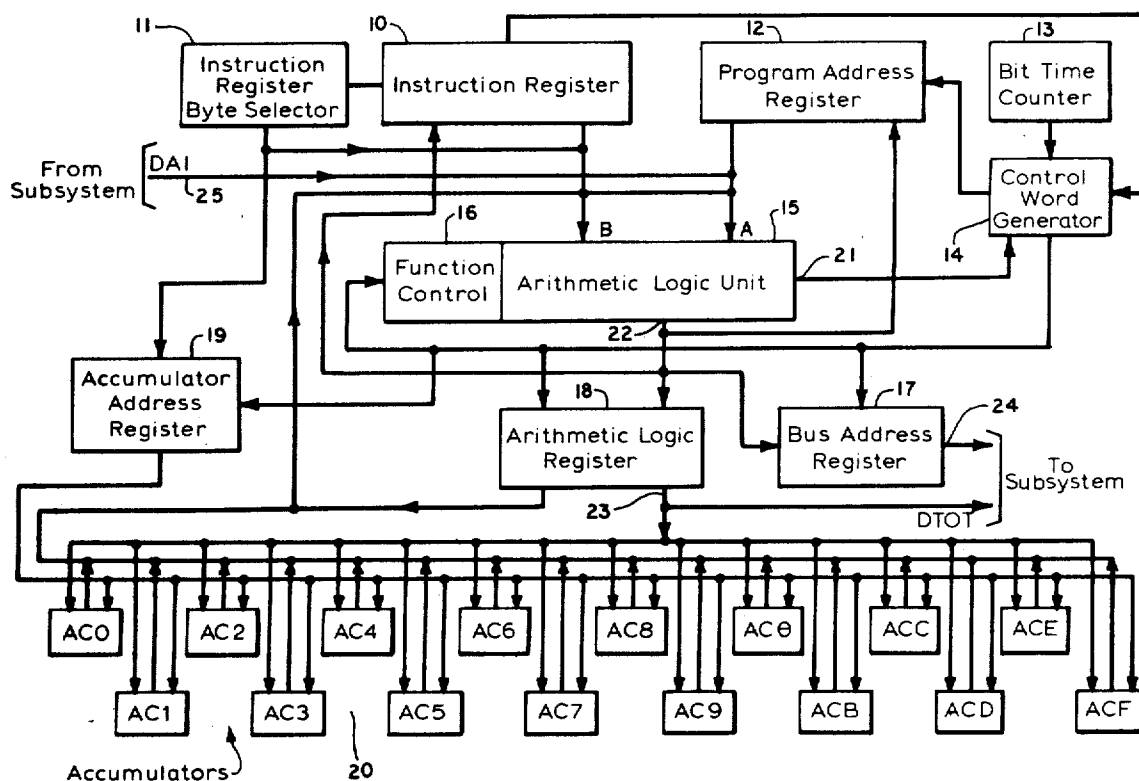 11
10
12
13
Instruction
Register
Byte Selector
Instruction Register
Program Address
Register
Bit Time
Counter
From
Subsystem
DAI
25
16
B
A
15
Control
Word
Generator
14
Function
Control
Arithmetic Logic Unit
21
22
19
Accumulator
Address
Register
18
Arithmetic Logic
Register
17
Bus Address
Register
24
To
Subsystem
23
DTOT
AC0
AC2
AC4
AC6
AC8
ACθ
ACC
ACE
AC1
AC3
AC5
AC7
AC9
ACB
ACD
ACF
Accumulators
20